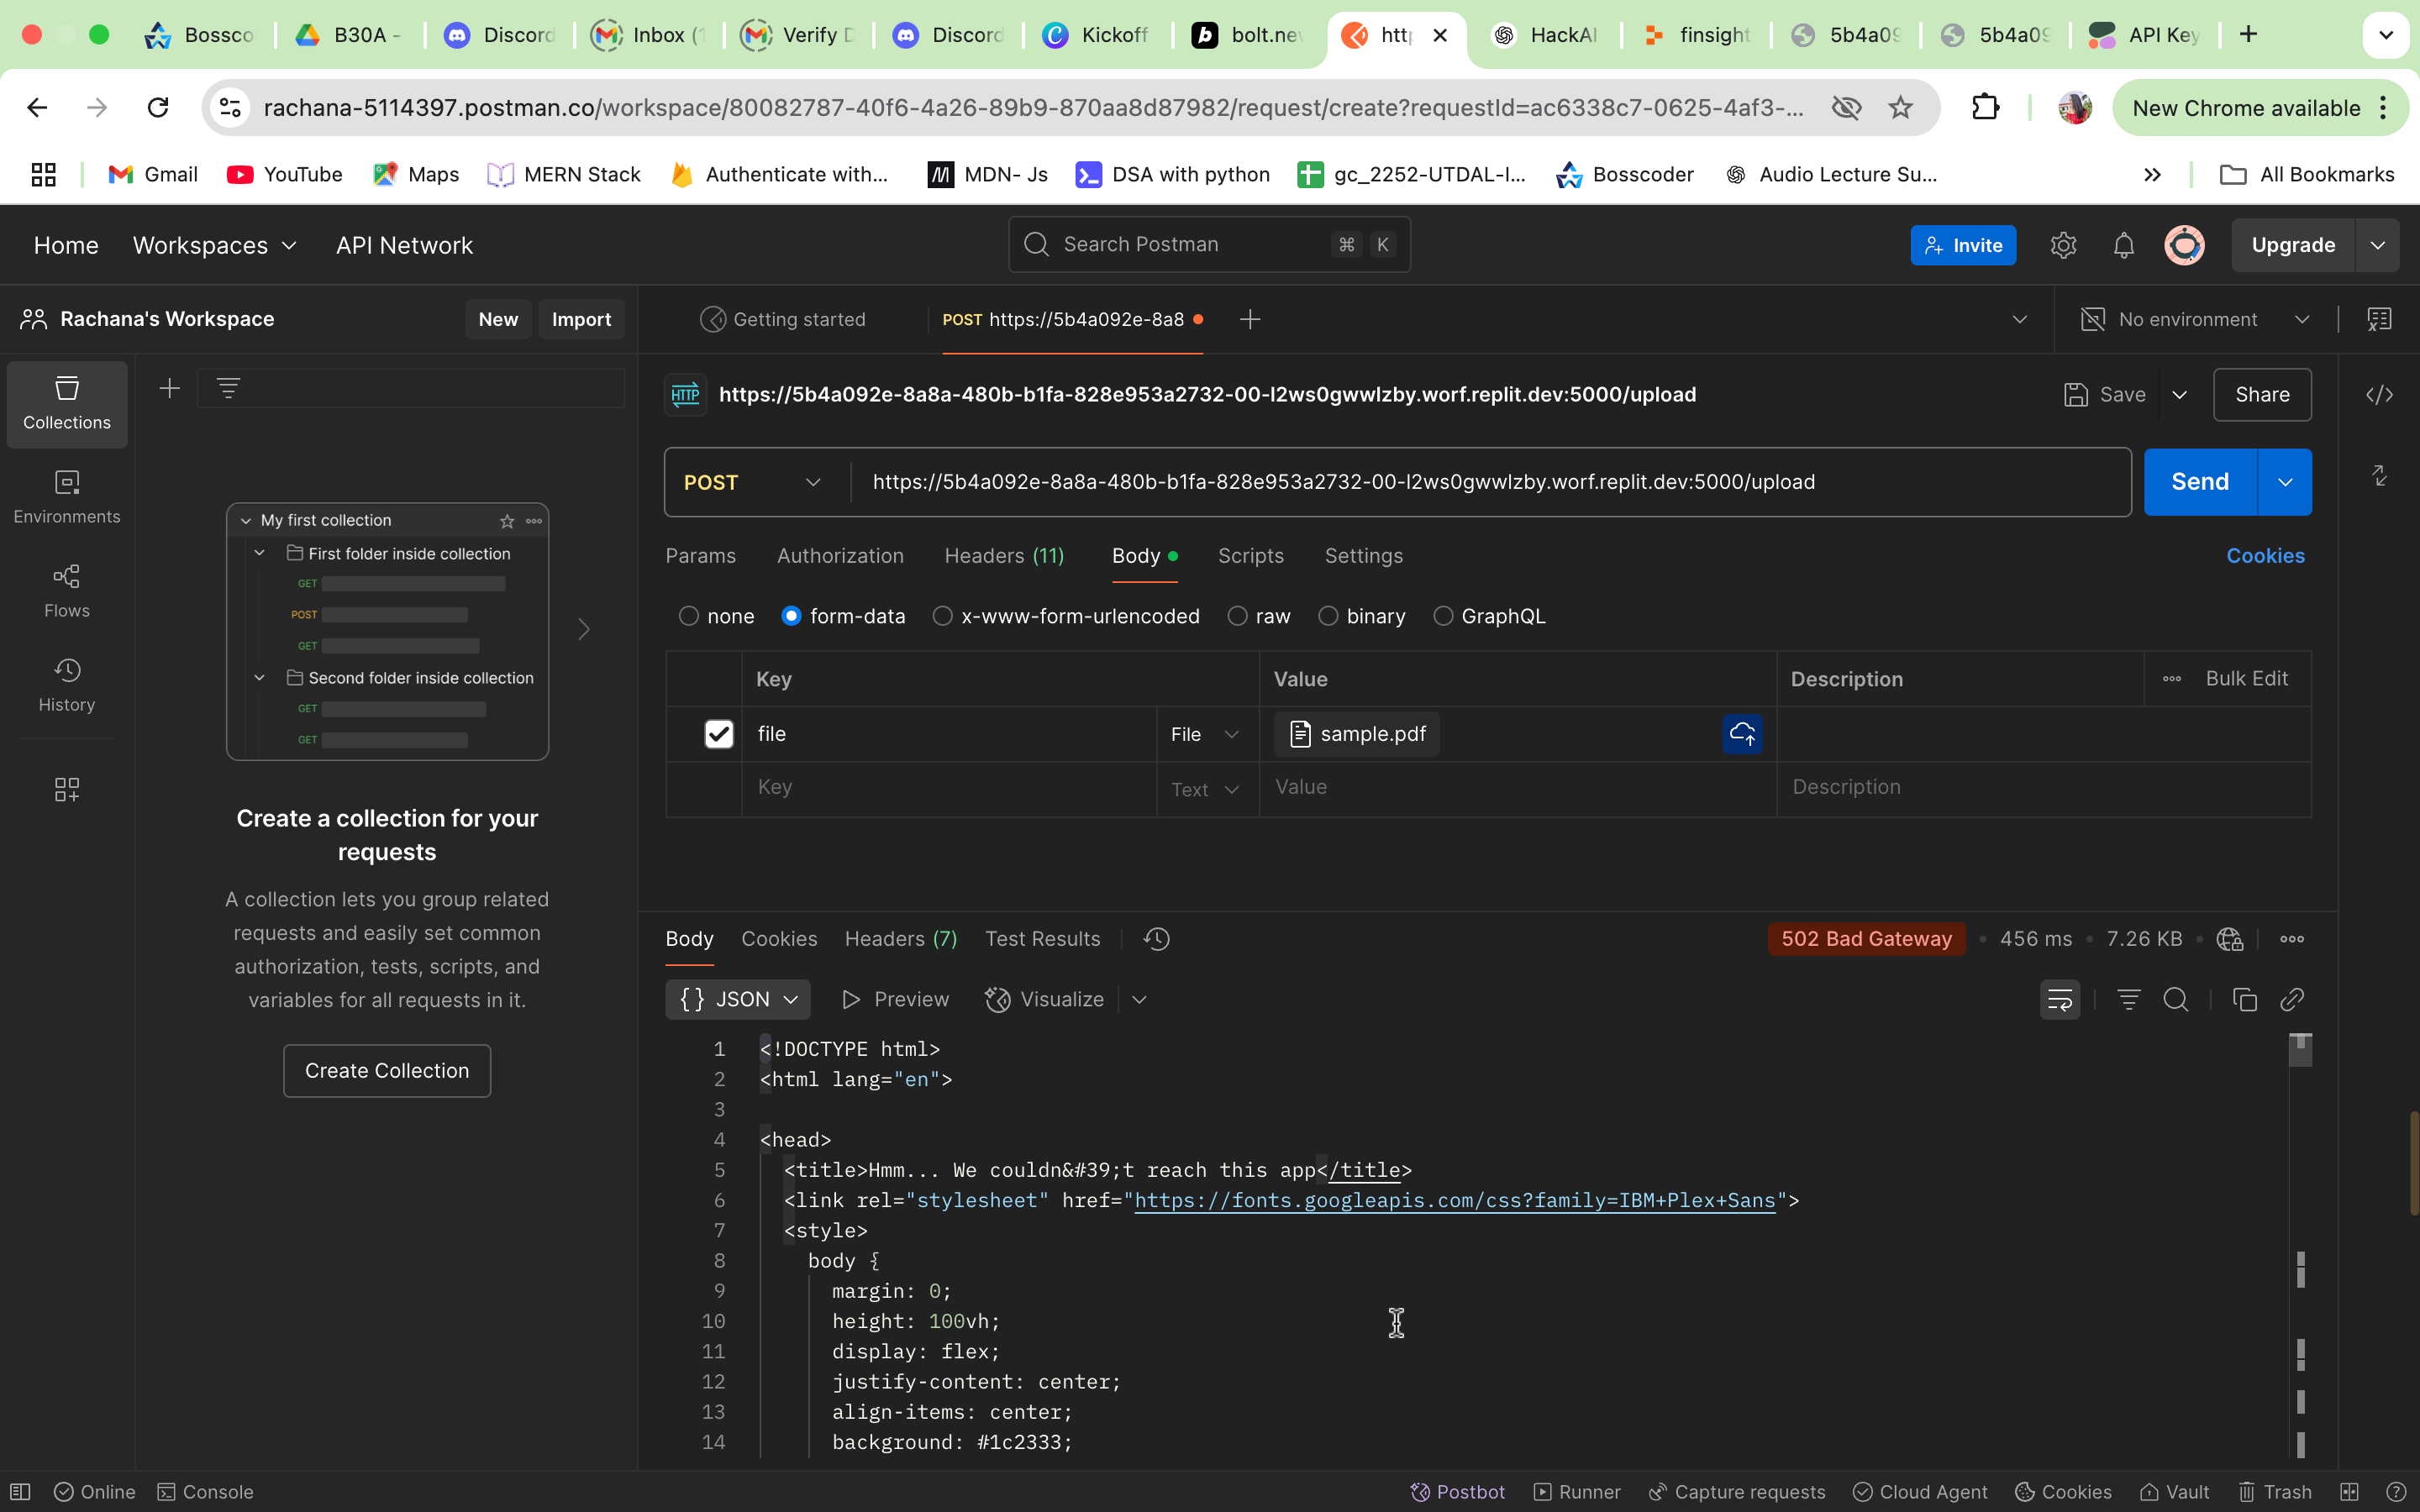 Bossco
B30A -
Discord
Inbox (1
Verify D
Discord
Kickoff
bolt.nev
http
HackAI
finsight
5b4a09
5b4a09
API Key
rachana-5114397.postman.co/workspace/80082787-40f6-4a26-89b9-870aa8d87982/request/create?requestId=ac6338c7-0625-4af3-...
New Chrome available
Gmail
YouTube
Maps
MERN Stack
Authenticate with...
MDN- Js
DSA with python
gc_2252-UTDAL-I...
Bosscoder
Audio Lecture Su...
All Bookmarks
Home
Workspaces
API Network
Search Postman
⌘ K
Invite
Upgrade
Rachana's Workspace
New
Import
Getting started
POST https://5b4a092e-8a8
No environment
Collections
Environments
Flows
History
My first collection
First folder inside collection
GET
POST
GET
Second folder inside collection
GET
GET
Create a collection for your
requests
A collection lets you group related
requests and easily set common
authorization, tests, scripts, and
variables for all requests in it.
Create Collection
HTTP
https://5b4a092e-8a8a-480b-b1fa-828e953a2732-00-l2ws0gwwlzby.worf.replit.dev:5000/upload
Save
Share
POST
https://5b4a092e-8a8a-480b-b1fa-828e953a2732-00-l2ws0gwwlzby.worf.replit.dev:5000/upload
Send
Params
Authorization
Headers (11)
Body
Scripts
Settings
Cookies
none
form-data
x-www-form-urlencoded
raw
binary
GraphQL
Key
Value
Description
Bulk Edit
file
File
sample.pdf
Key
Text
Value
Description
Body
Cookies
Headers (7)
Test Results
502 Bad Gateway
456 ms
7.26 KB
{} JSON
Preview
Visualize
1 <!DOCTYPE html>
2 <html lang="en">
3
4 <head>
5 <title>Hmm... We couldn&#39;t reach this app</title>
6 <link rel="stylesheet" href="https://fonts.googleapis.com/css?family=IBM+Plex+Sans">
7 <style>
8 body {
9 margin: 0;
10 height: 100vh;
11 display: flex;
12 justify-content: center;
13 align-items: center;
14 background: #1c2333;
Online
Console
Postbot
Runner
Capture requests
Cloud Agent
Cookies
Vault
Trash